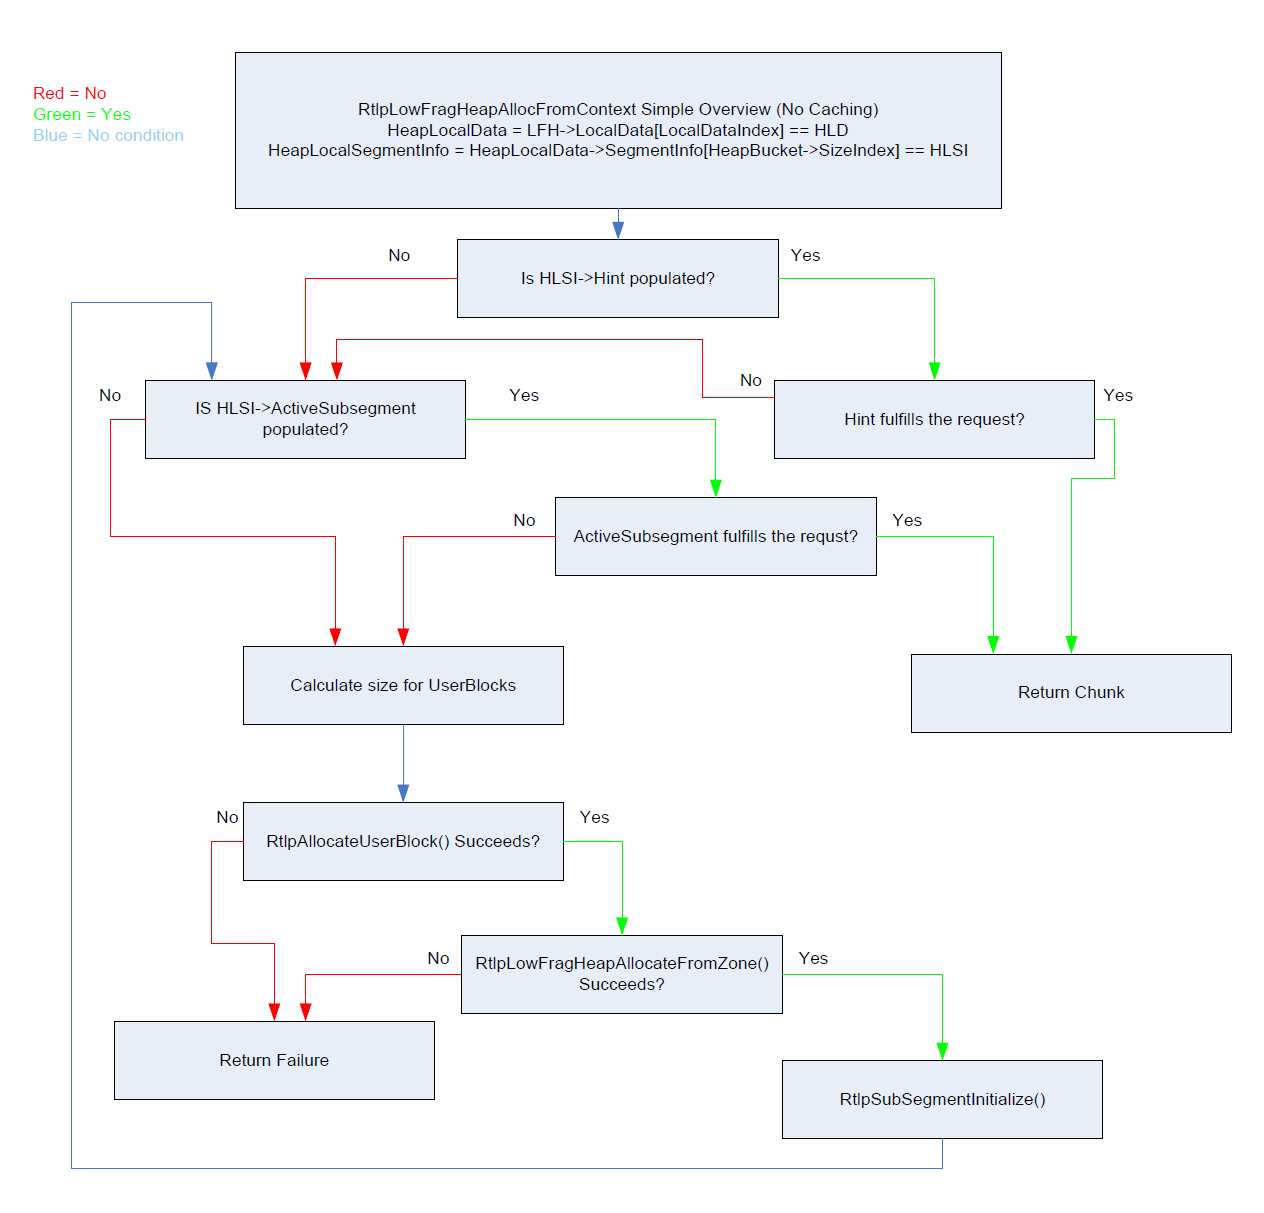 Red = No
Green = Yes
Blue = No condition
RtlpLowFragHeapAllocFromContext Simple Overview (No Caching)
HeapLocalData = LFH->LocalData[LocalDataIndex] == HLD
HeapLocalSegmentInfo = HeapLocalData->SegmentInfo[HeapBucket->SizeIndex] == HLSI
No
Yes
Is HLSI->Hint populated?
No
Yes
No
Yes
IS HLSI->ActiveSubsegment
populated?
Hint fulfills the request?
No
Yes
ActiveSubsegment fulfills the requst?
Calculate size for UserBlocks
Return Chunk
No
Yes
RtlpAllocateUserBlock() Succeeds?
No
Yes
RtlpLowFragHeapAllocateFromZone()
Succeeds?
Return Failure
RtlpSubSegmentInitialize()